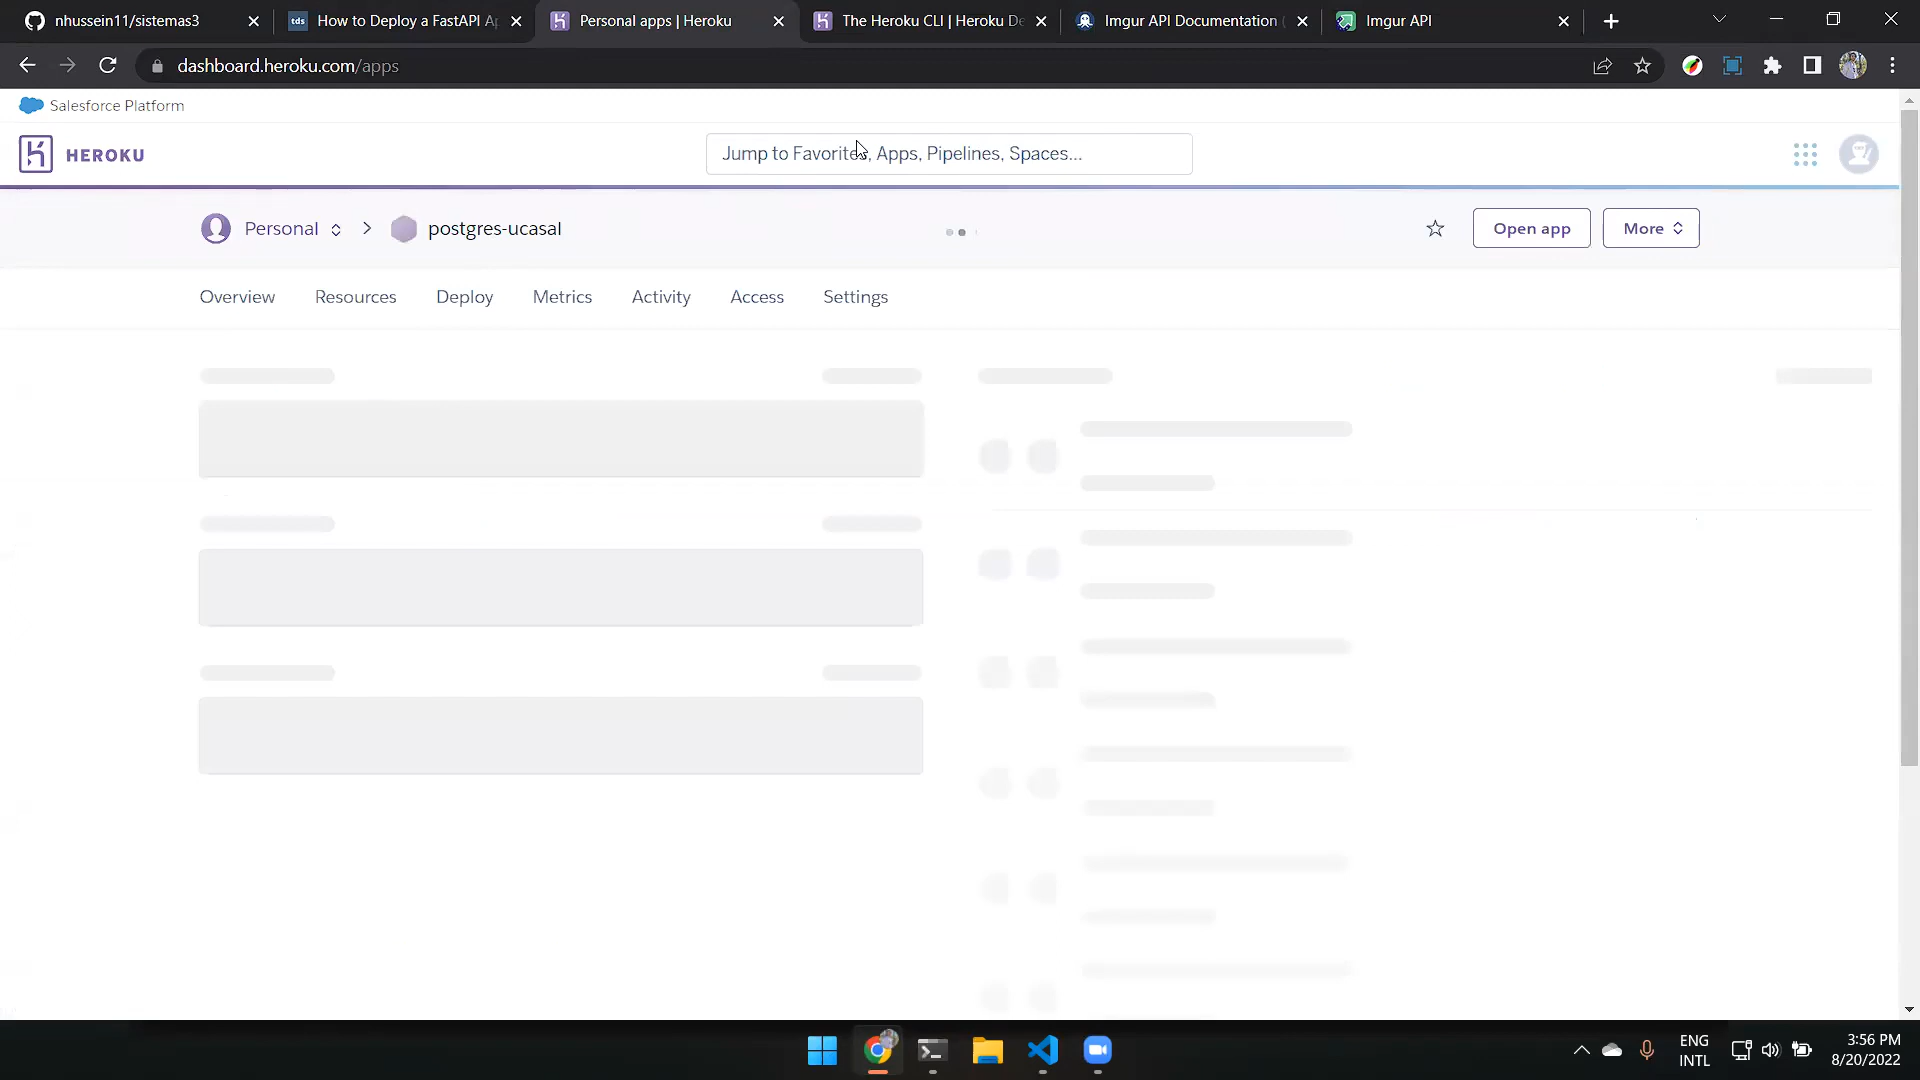 nhussein11/sistemas3
How to Deploy a FastAPI Ap
Personal apps | Heroku
The Heroku CLI | Heroku De
Imgur API Documentation (
Imgur API
dashboard.heroku.com/apps
Salesforce Platform
HEROKU
Jump to Favorites, Apps, Pipelines, Spaces...
Personal
postgres-ucasal
Open app
More
Overview
Resources
Deploy
Metrics
Activity
Access
Settings
ENG
INTL
3:56 PM
8/20/2022